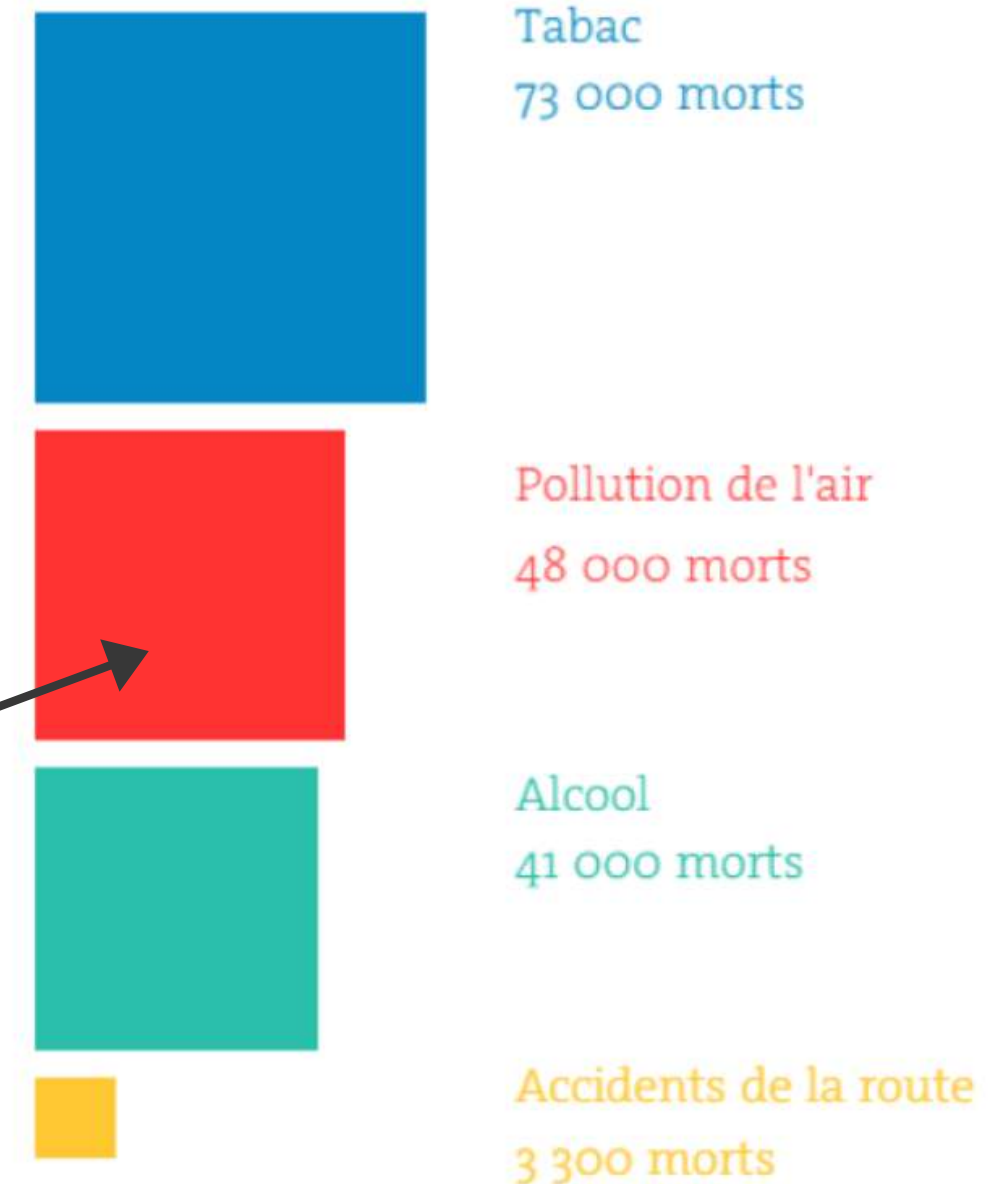 Tabac
73 000 morts
Pollution de l'air
48 000 morts
Alcool
41 000 morts
Accidents de la route
3 300 morts